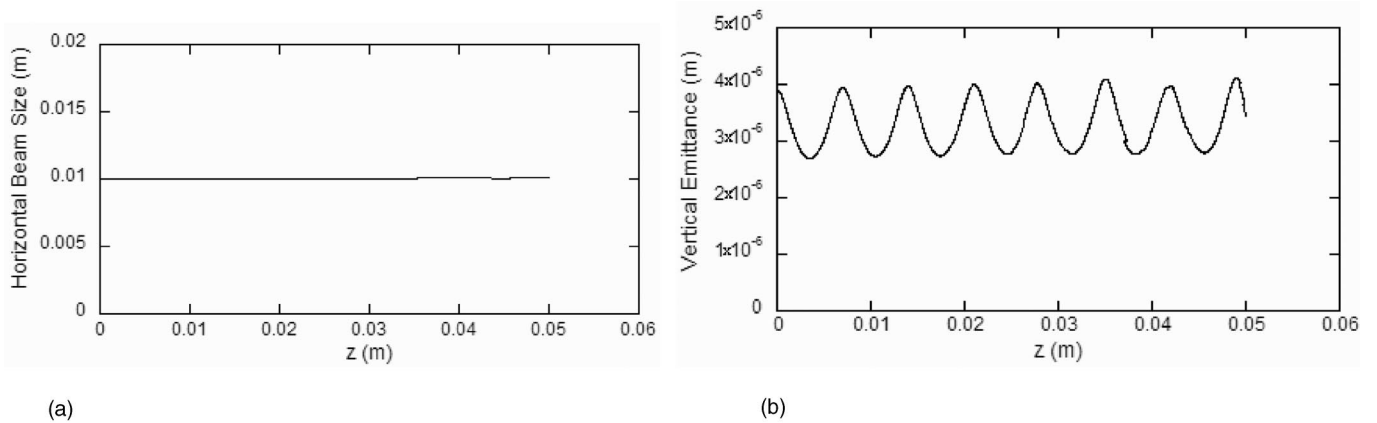 Horizontal Beam Size (m)
0.02
0.015
0.01
0.005
0
0 0.01 0.02 0.03 0.04 0.05 0.06
z (m)
(a)
Vertical Emittance (m)
5x10-6
4x10-6
3x10-6
2x10-6
1x10-6
0
0 0.01 0.02 0.03 0.04 0.05 0.06
z (m)
(b)